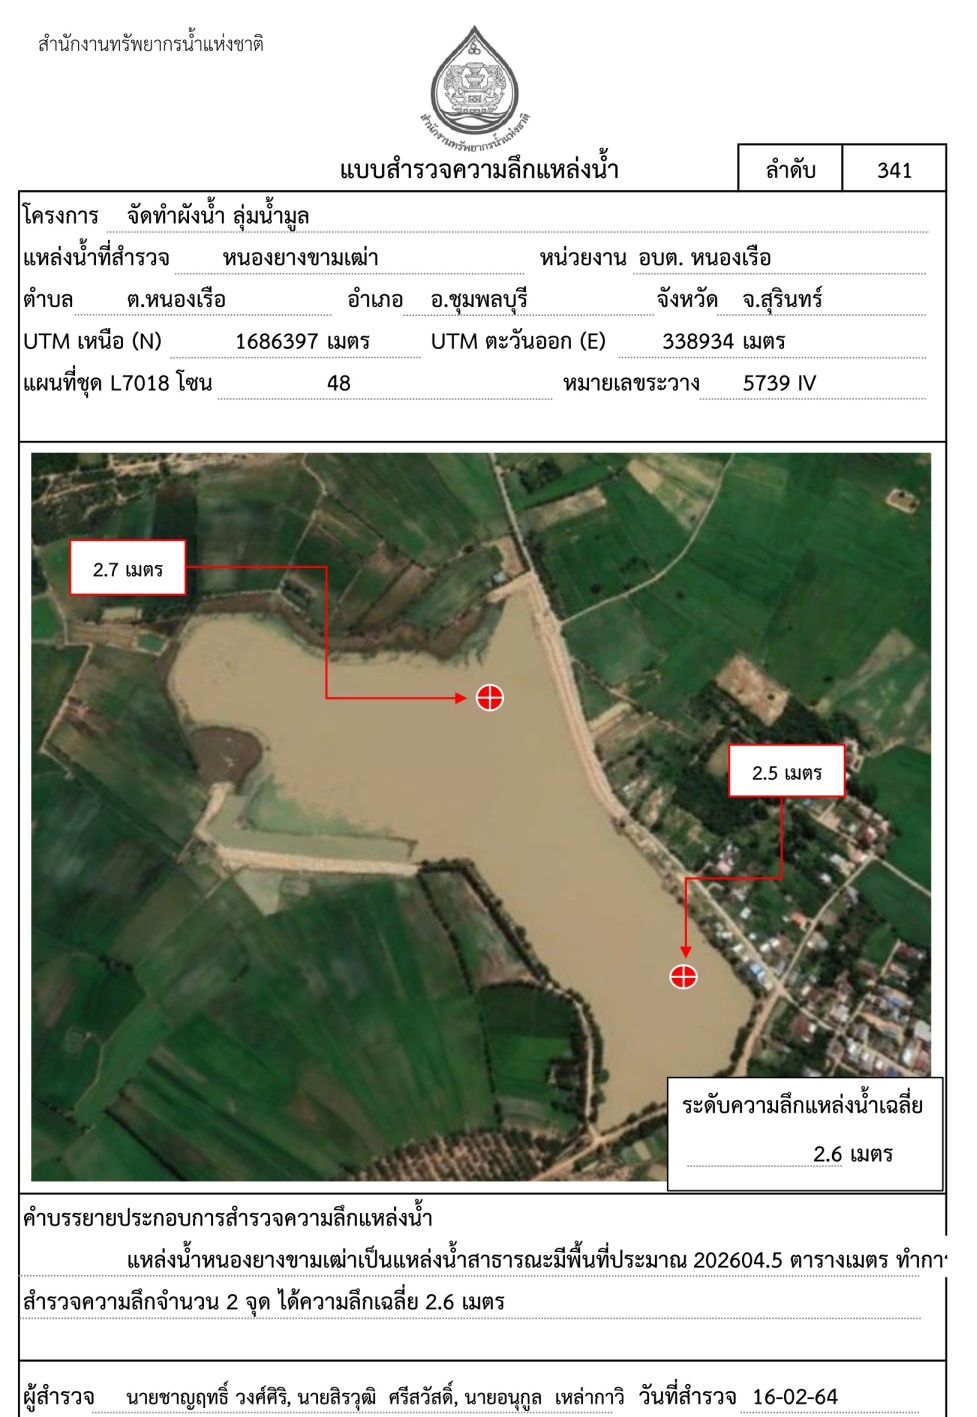 สำนักงานทรัพยากรน้ำแห่งชาติ
สำนักงานทรัพยากรน้ำแห่งชาติ
แบบสำรวจความลึกแหล่งน้ำ
ลำดับ 341
โครงการ จัดทำผังน้ำ ลุ่มน้ำมูล
แหล่งน้ำที่สำรวจ หนองยางขามเฒ่า หน่วยงาน อบต. หนองเรือ
ตำบล ต.หนองเรือ อำเภอ อ.ชุมพลบุรี จังหวัด จ.สุรินทร์
UTM เหนือ (N) 1686397 เมตร UTM ตะวันออก (E) 338934 เมตร
แผนที่ชุด L7018 โซน 48 หมายเลขระวาง 5739 IV
2.7 เมตร
2.5 เมตร
ระดับความลึกแหล่งน้ำเฉลี่ย
2.6 เมตร
คำบรรยายประกอบการสำรวจความลึกแหล่งน้ำ
แหล่งน้ำหนองยางขามเฒ่าเป็นแหล่งน้ำสาธารณะมีพื้นที่ประมาณ 202604.5 ตารางเมตร ทำกา
สำรวจความลึกจำนวน 2 จุด ได้ความลึกเฉลี่ย 2.6 เมตร
ผู้สำรวจ นายชาญฤทธิ์ วงศ์ศิริ, นายสิรวุฒิ ศรีสวัสดิ์, นายอนุกูล เหล่ากาวิ วันที่สำรวจ 16-02-64